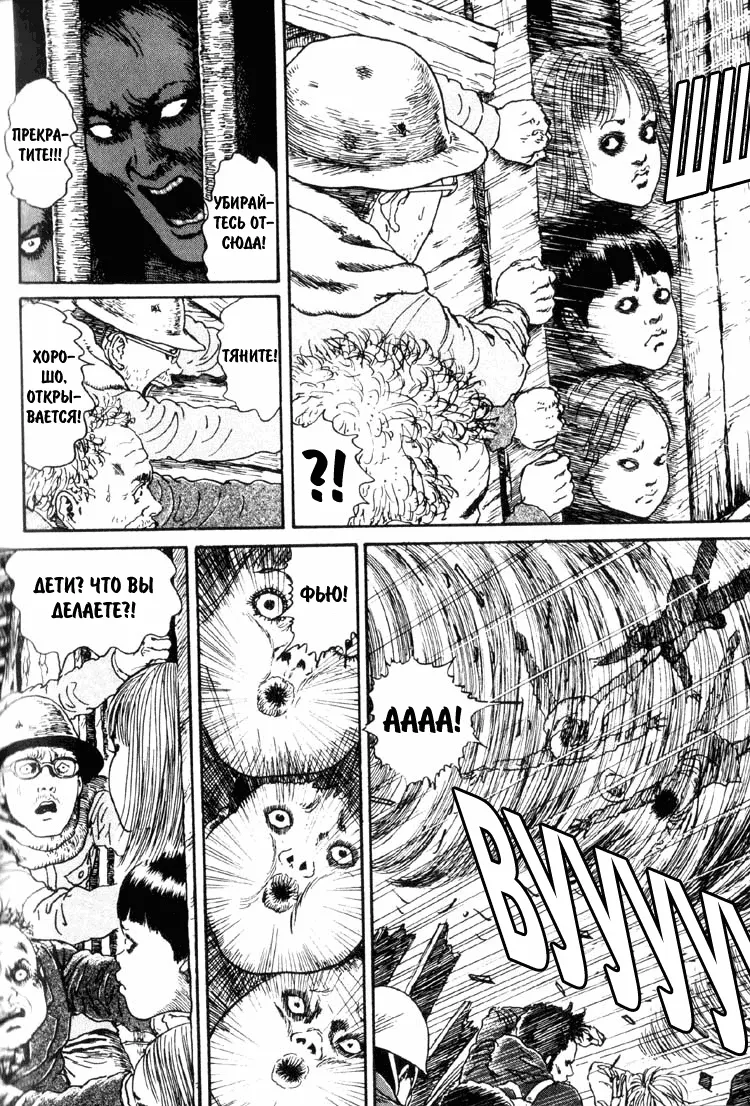 ПРЕКРА-
ТИТЕ!!!
УБИРАЙ-
ТЕСЬ ОТ-
СЮДА!
ШШ
ТЯНИТЕ!
ХОРО-
ШО,
ОТКРЫ-
ВАЕТСЯ!
?!
ДЕТИ? ЧТО ВЫ
ДЕЛАЕТЕ?!
ФЬЮ!
АААА!
ВУУУУ